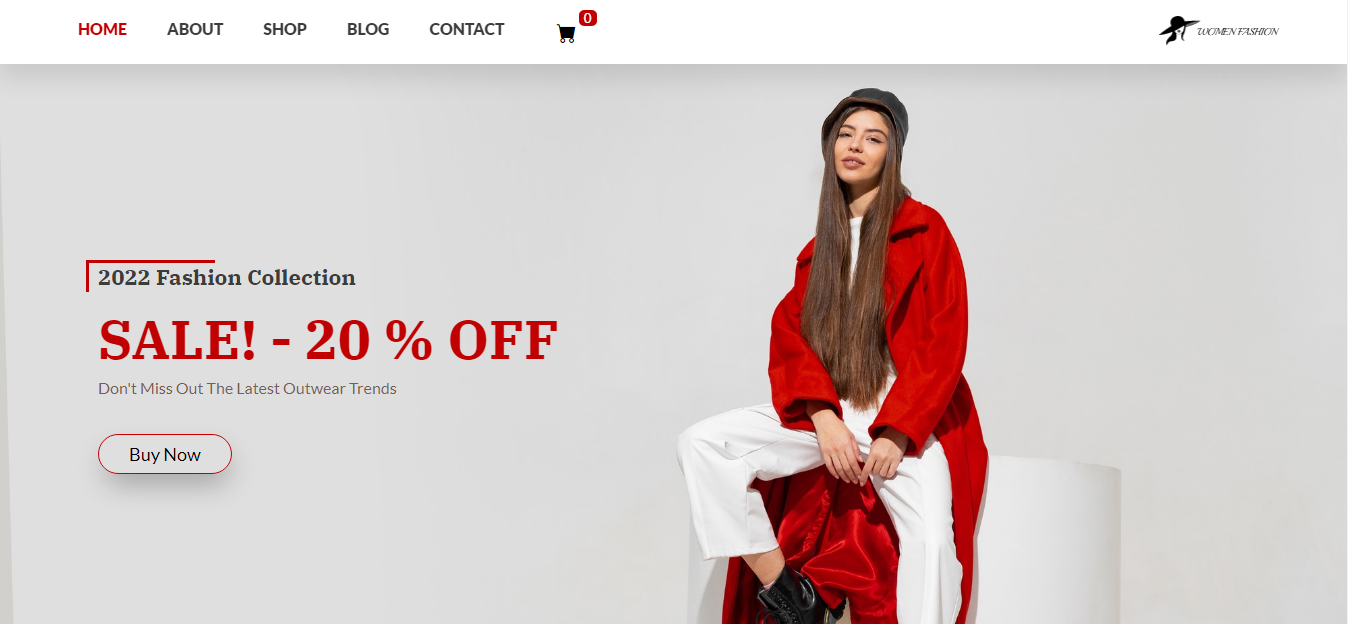 HOME ABOUT SHOP BLOG CONTACT 0 WOMEN FASHION
2022 Fashion Collection
SALE! - 20 % OFF
Don't Miss Out The Latest Outwear Trends
Buy Now